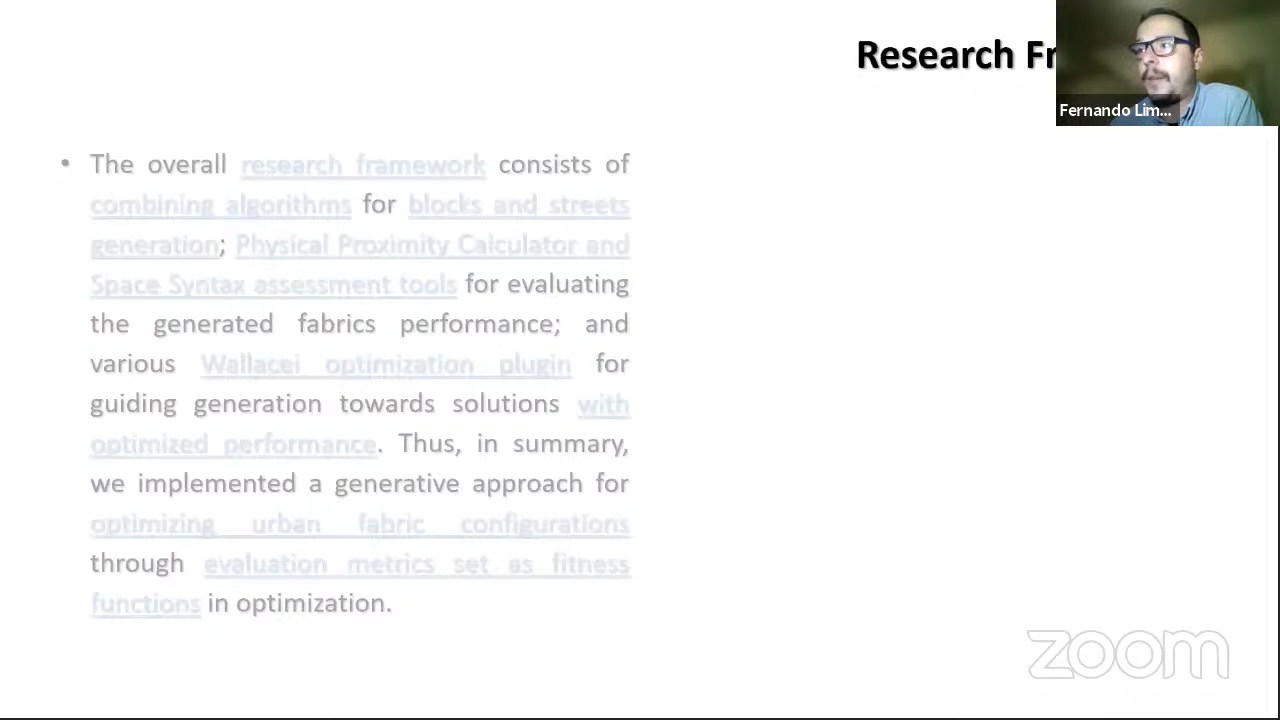 Research Fr
Fernando Lim...
• The overall research framework consists of
combining algorithms for blocks and streets
generation; Physical Proximity Calculator and
Space Syntax assessment tools for evaluating
the generated fabrics performance; and
various Wallacei optimization plugin for
guiding generation towards solutions with
optimized performance. Thus, in summary,
we implemented a generative approach for
optimizing urban fabric configurations
through evaluation metrics set as fitness
functions in optimization.
zoom